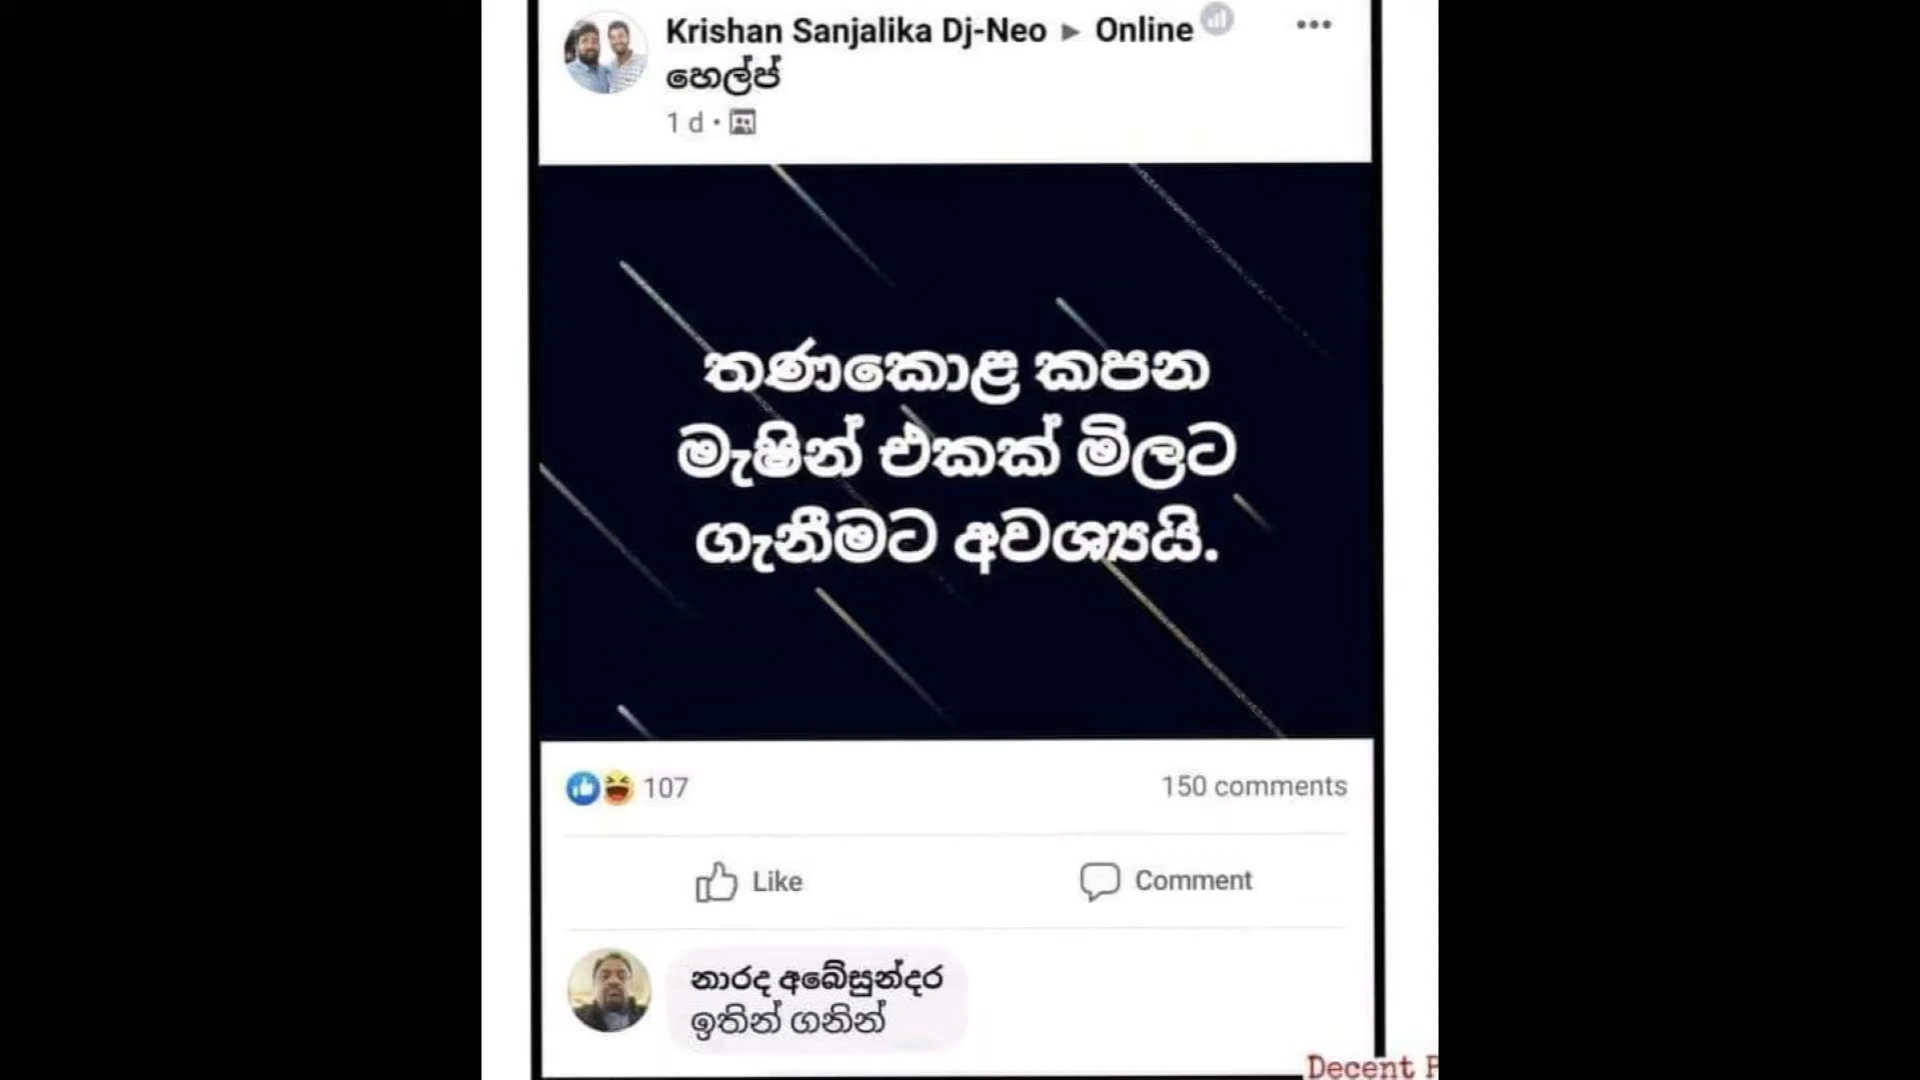 Krishan Sanjalika Dj-Neo ▸ Online
හෙල්ප්
1 d
තණකොළ කපන
මැෂින් එකක් මිලට
ගැනීමට අවශ්‍යයි.
107
150 comments
Like
Comment
නාරද අබේසුන්දර
ඉතින් ගනින්
Decent